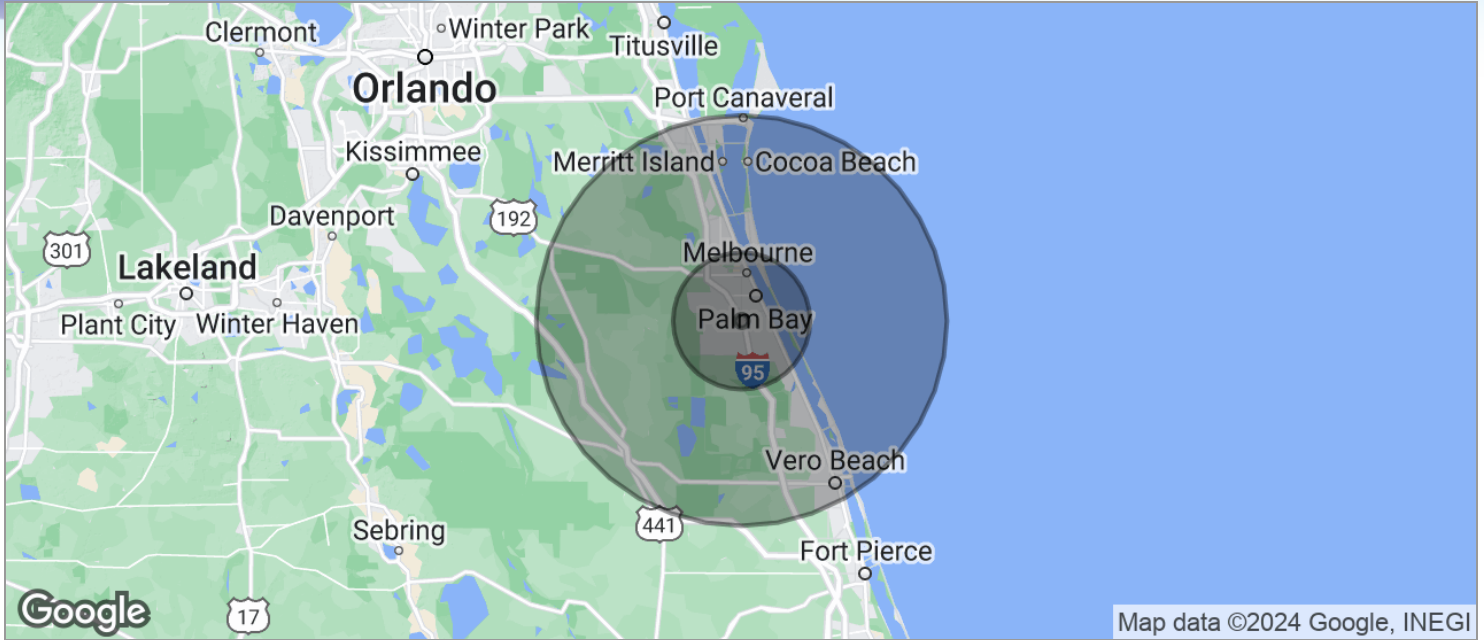 Clermont
Winter Park
Titusville
Orlando
Port Canaveral
Kissimmee
Merritt Island
Cocoa Beach
Davenport
192
301
Melbourne
Lakeland
Plant City
Winter Haven
Palm Bay
95
Vero Beach
Sebring
441
Fort Pierce
Google
17
Map data ©2024 Google, INEGI